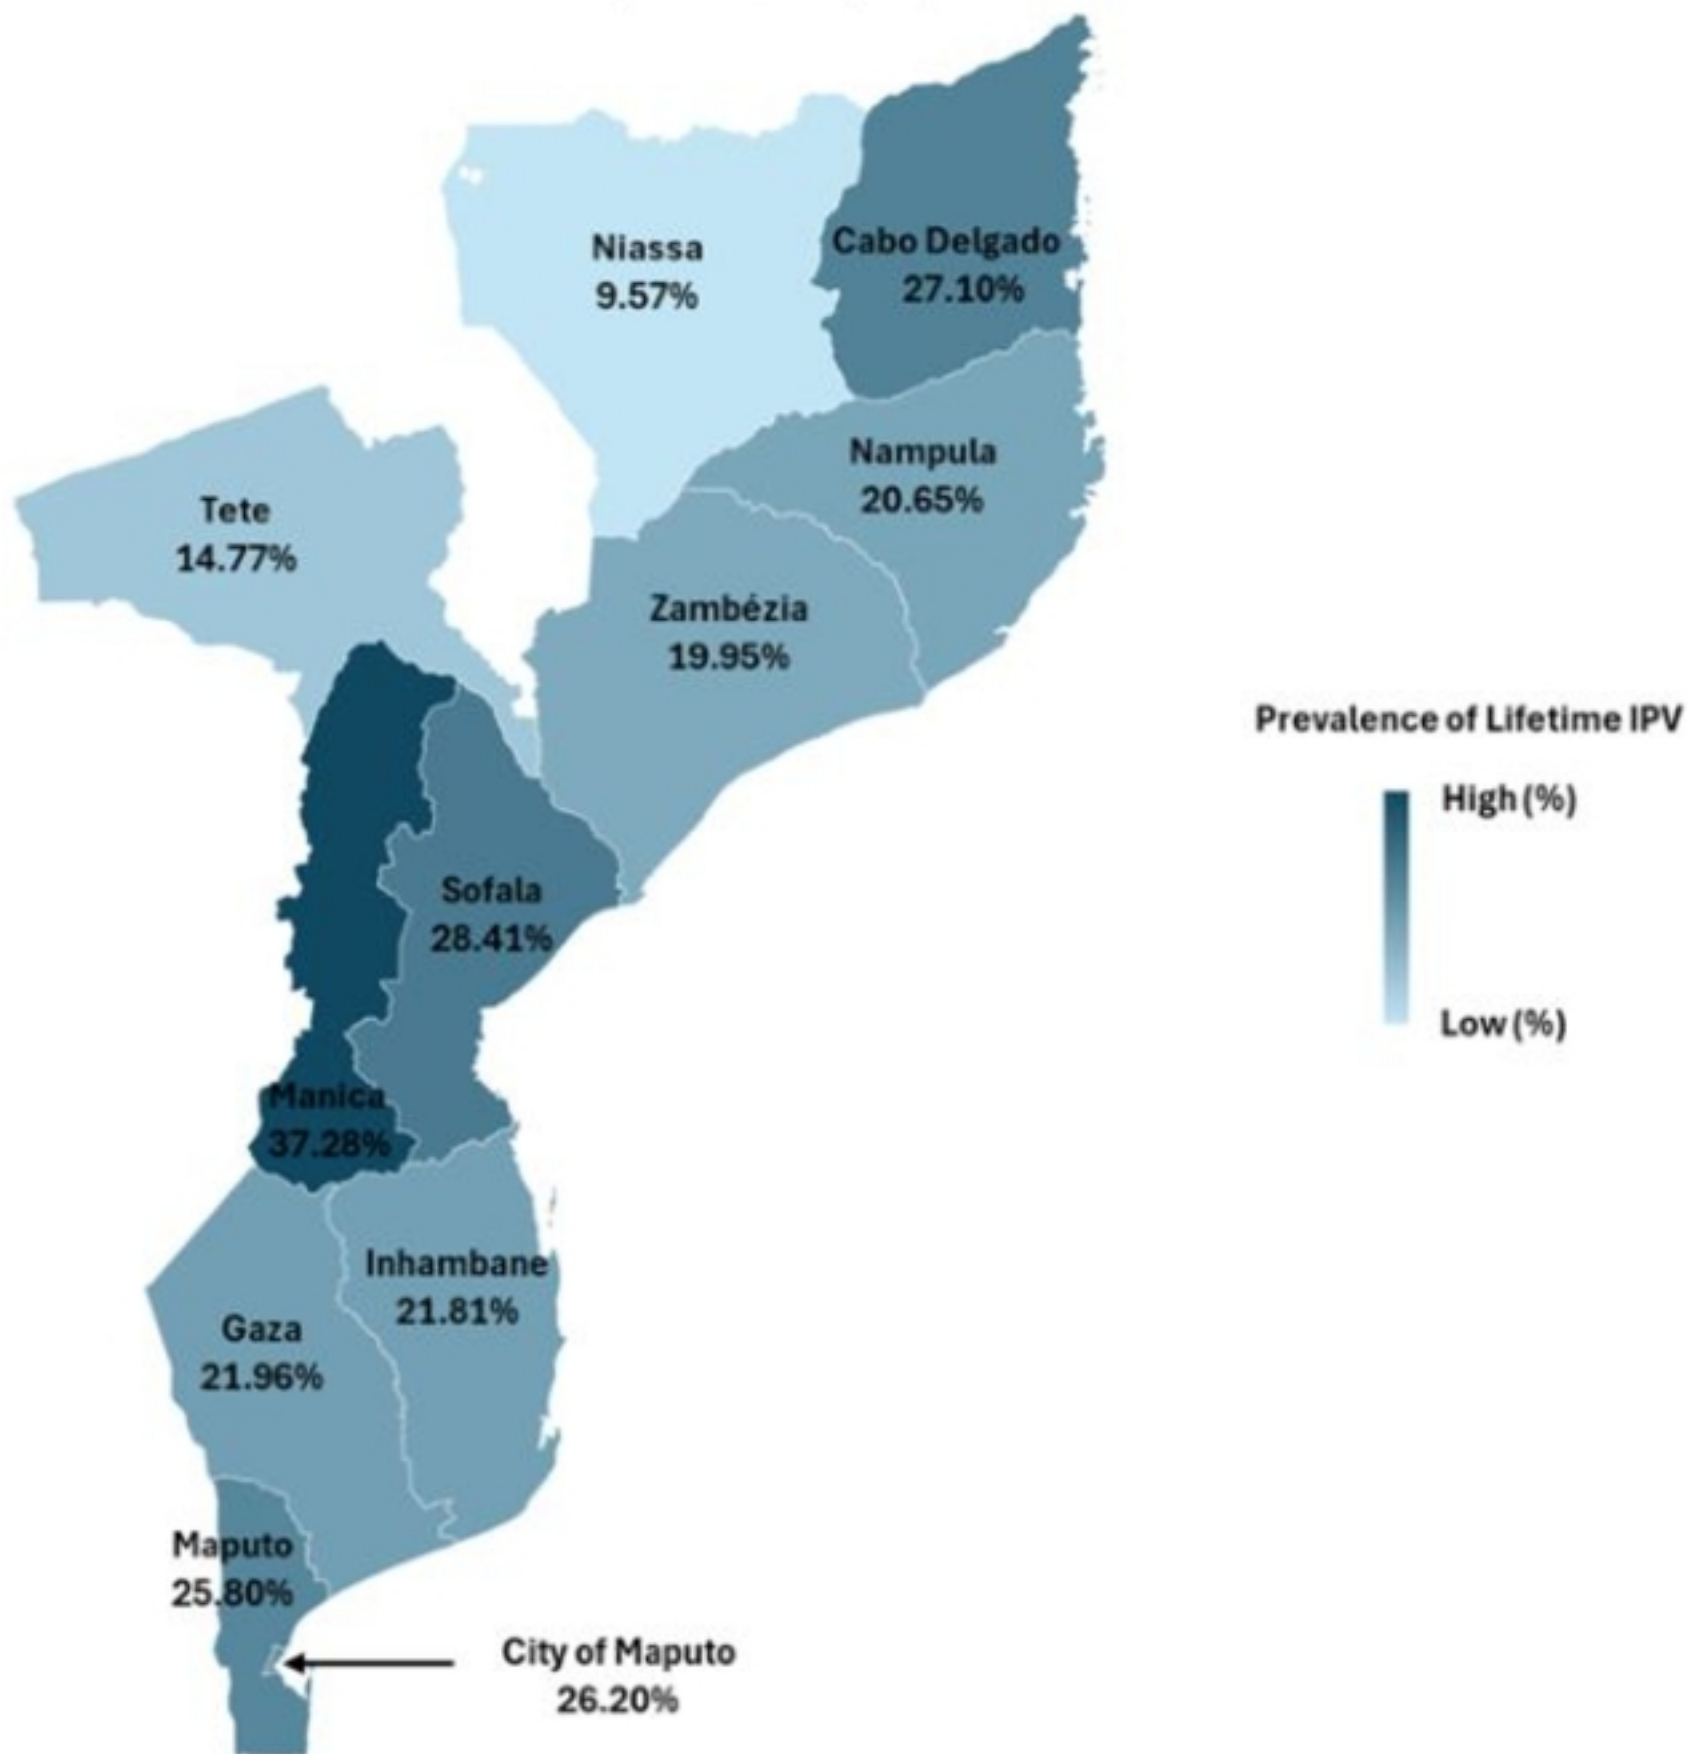 Niassa
9.57%
Cabo Delgado
27.10%
Nampula
20.65%
Tete
14.77%
Zambézia
19.95%
Prevalence of Lifetime IPV
High (%)
Low (%)
Sofala
28.41%
Manica
37.28%
Inhambane
21.81%
Gaza
21.96%
Maputo
25.80%
City of Maputo
26.20%